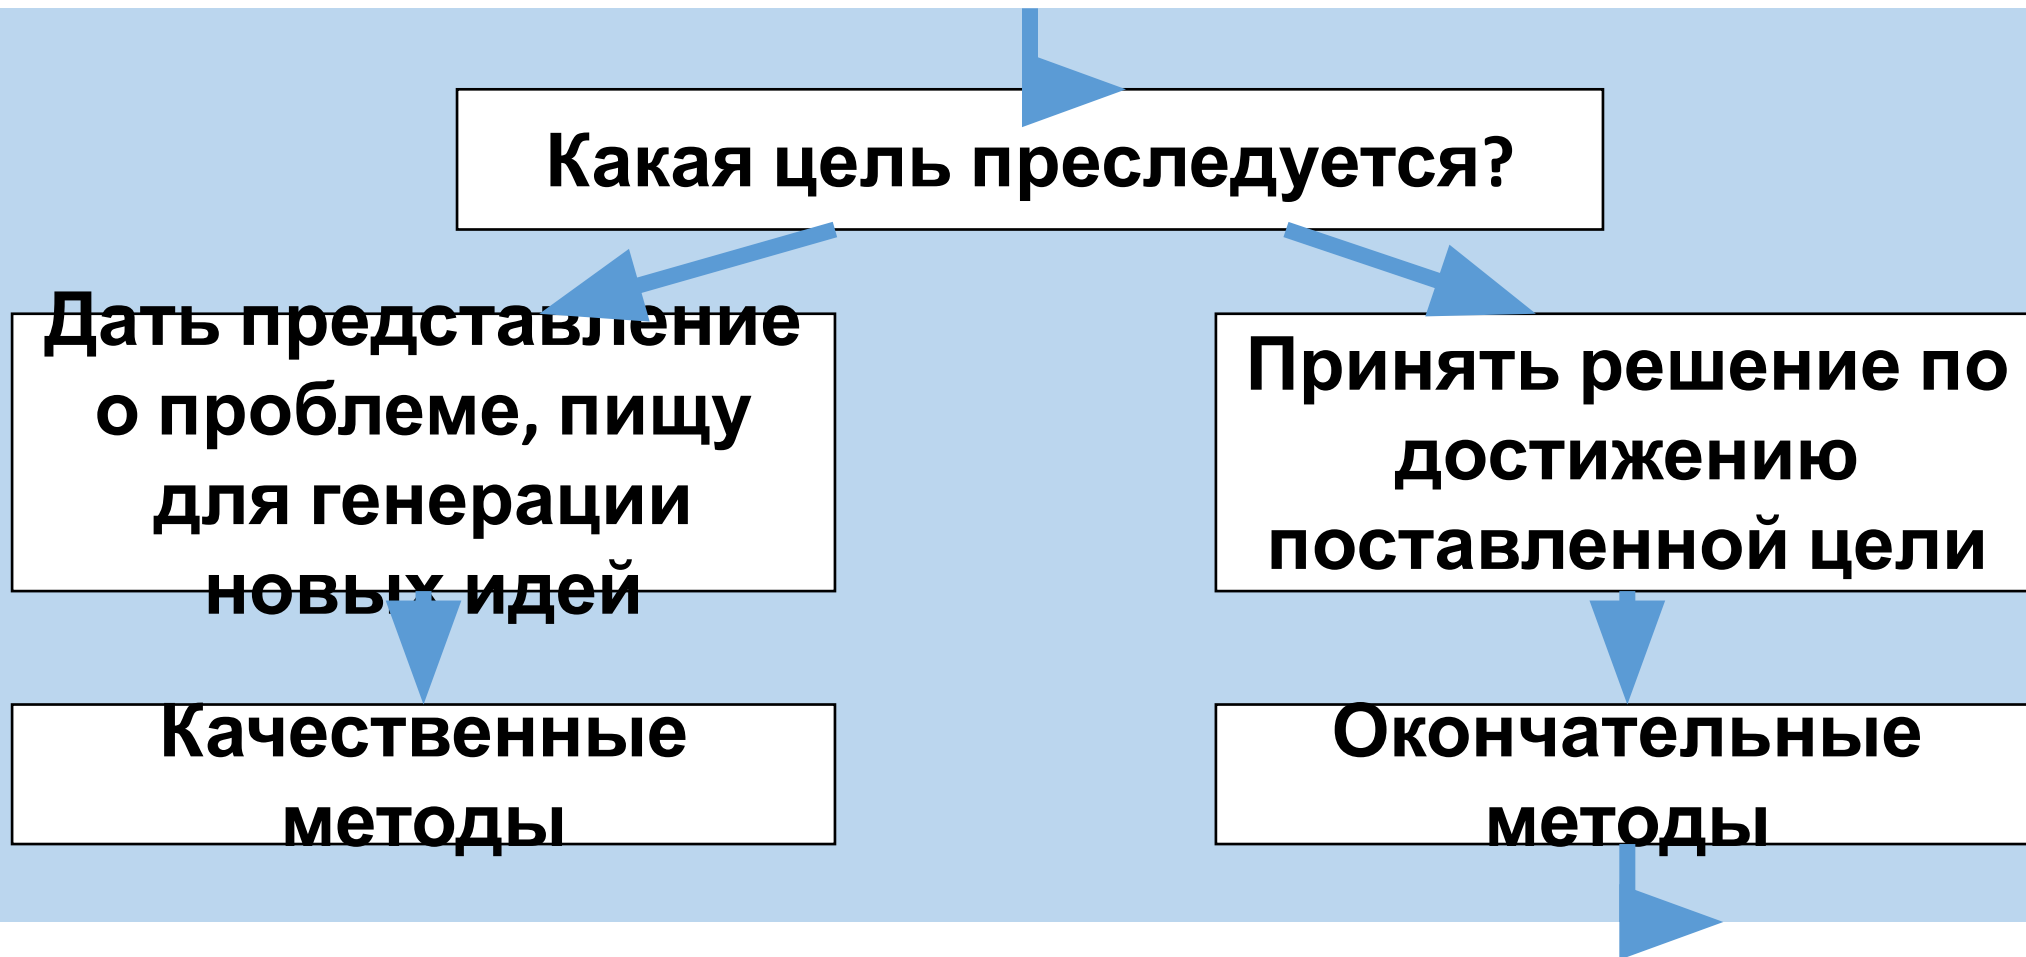 Какая цель преследуется?
Дать представление
о проблеме, пищу
для генерации
новых идей
Принять решение по
достижению
поставленной цели
Качественные
методы
Окончательные
методы